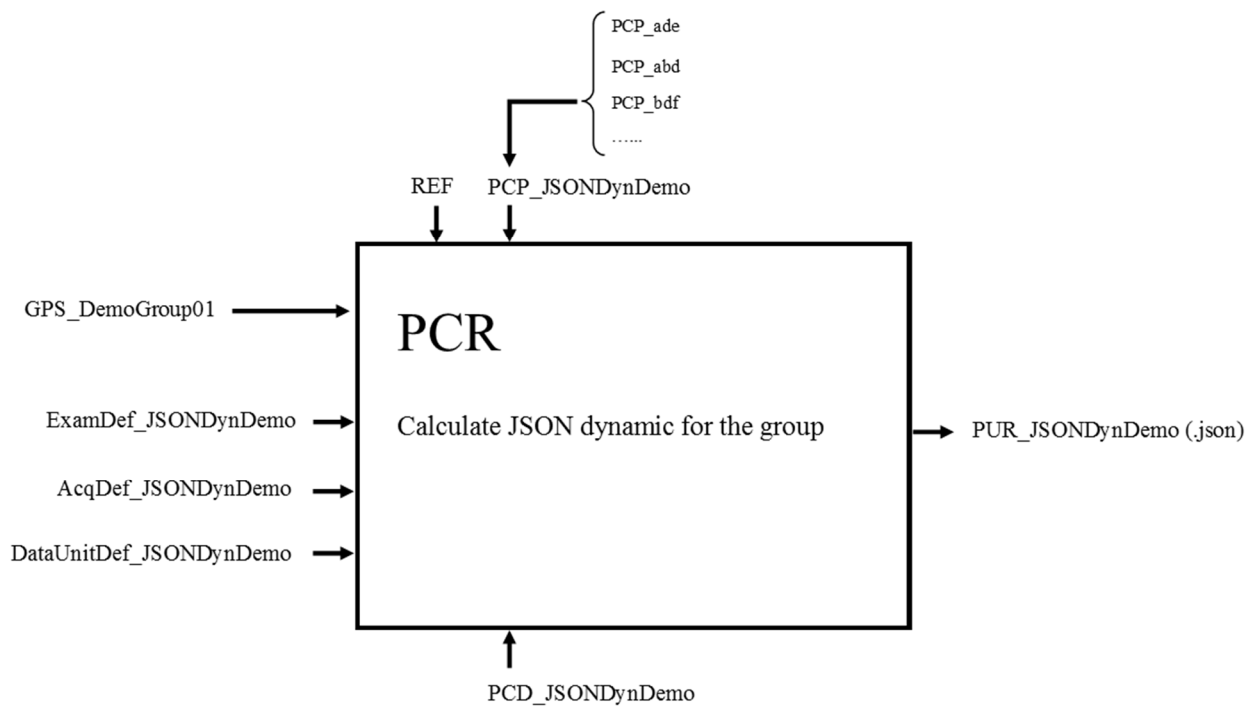 PCP_ade
PCP_abd
PCP_bdf
…...
REF
PCP_JSONDynDemo
GPS_DemoGroup01
PCR
ExamDef_JSONDynDemo
Calculate JSON dynamic for the group
PUR_JSONDynDemo (.json)
AcqDef_JSONDynDemo
DataUnitDef_JSONDynDemo
PCD_JSONDynDemo